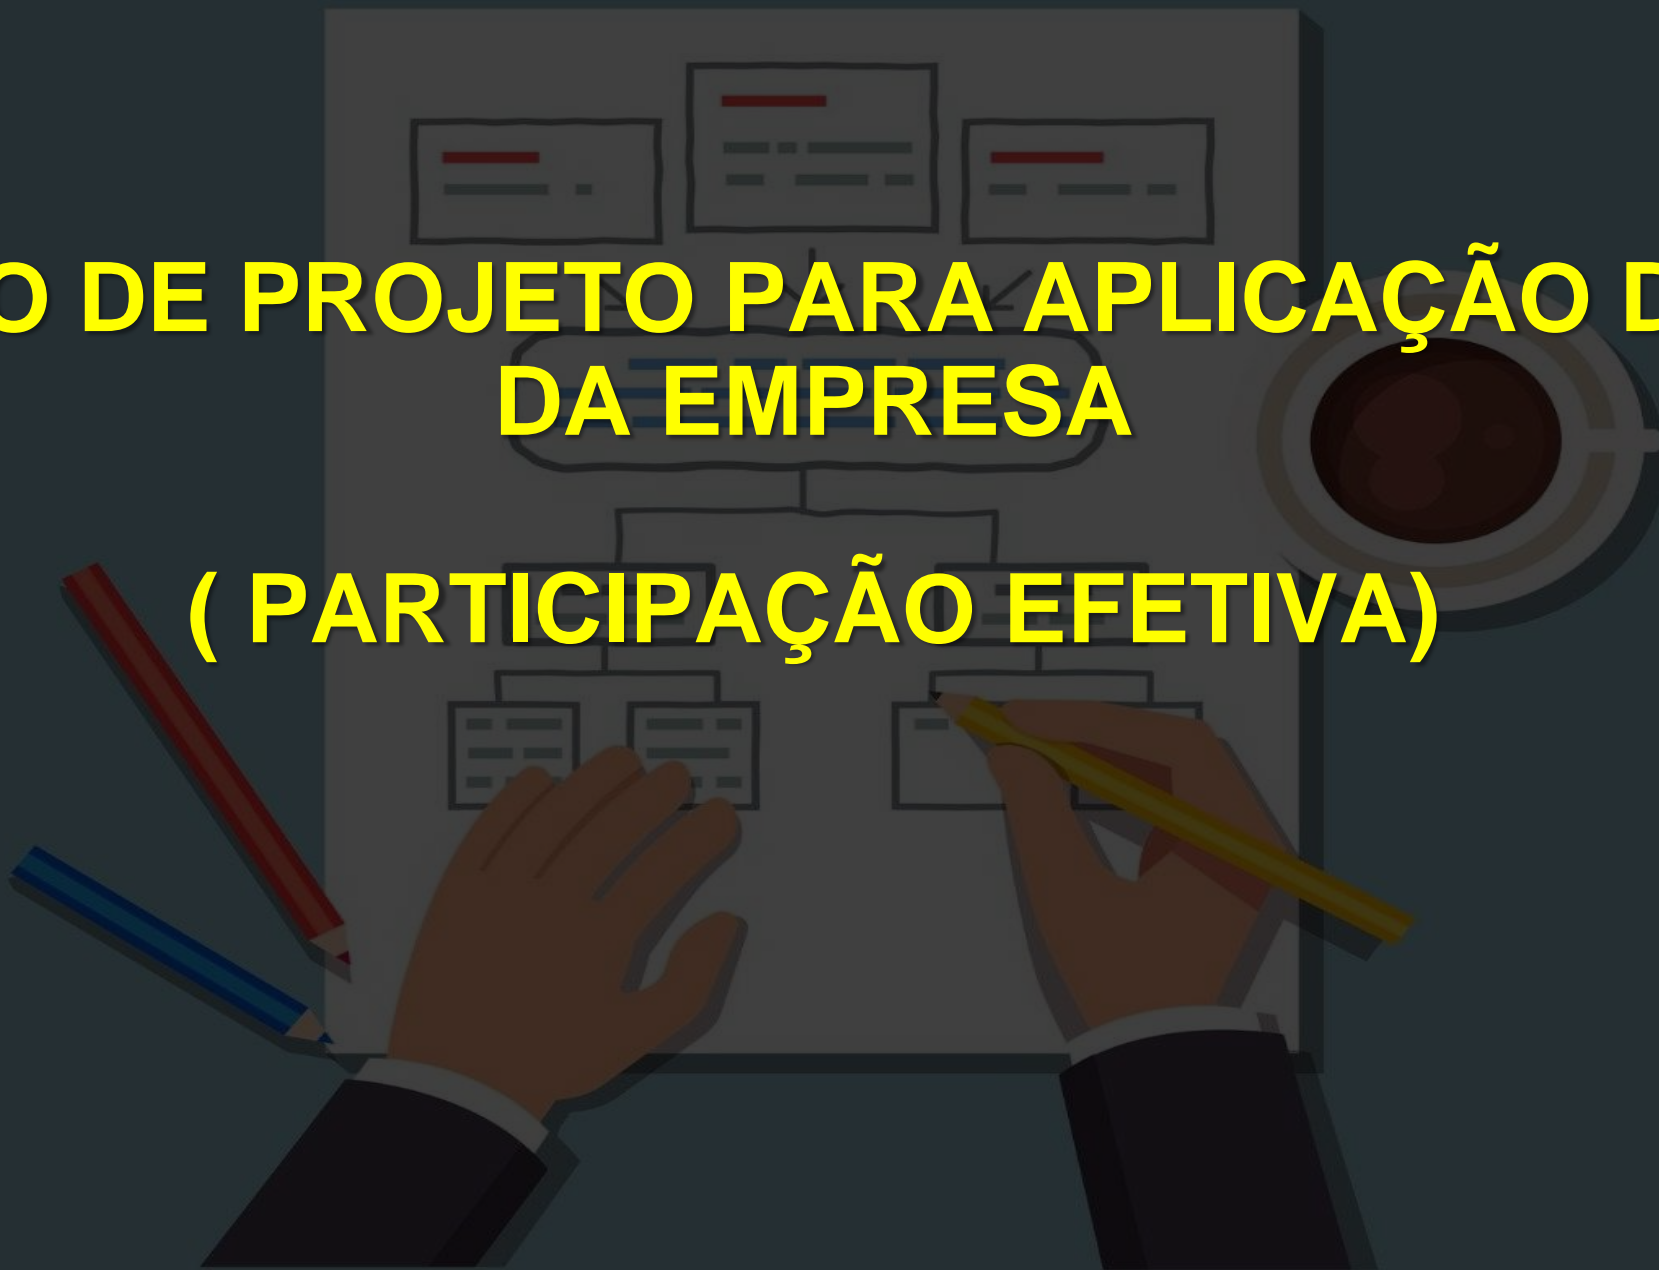 O DE PROJETO PARA APLICAÇÃO D
DA EMPRESA
( PARTICIPAÇÃO EFETIVA)